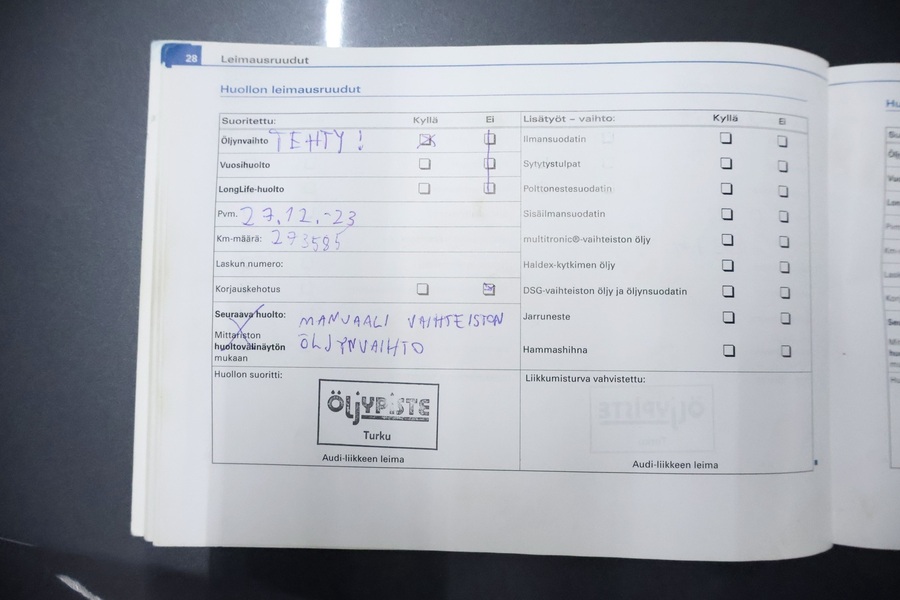 28 Leimausruudut
Huollon leimausruudut
Suoritettu: Kyllä Ei
Öljynvaihto TEHTY!
Vuosihuolto
LongLife-huolto
Pvm. 27.12.-23
Km-määrä: 273585
Laskun numero:
Korjauskehotus
Seuraava huolto: MANUAALI VAIHTEISTON
Mittariston ÖLJYNVAIHTO
huoltovälinäytön
mukaan
Huollon suoritti:
ÖLJYPISTE
Turku
Audi-liikkeen leima
Lisätyöt – vaihto: Kyllä Ei
Ilmansuodatin
Sytytystulpat
Polttonestesuodatin
Sisäilmansuodatin
multitronic®-vaihteiston öljy
Haldex-kytkimen öljy
DSG-vaihteiston öljy ja öljynsuodatin
Jarruneste
Hammashihna
Liikkumisturva vahvistettu:
Audi-liikkeen leima